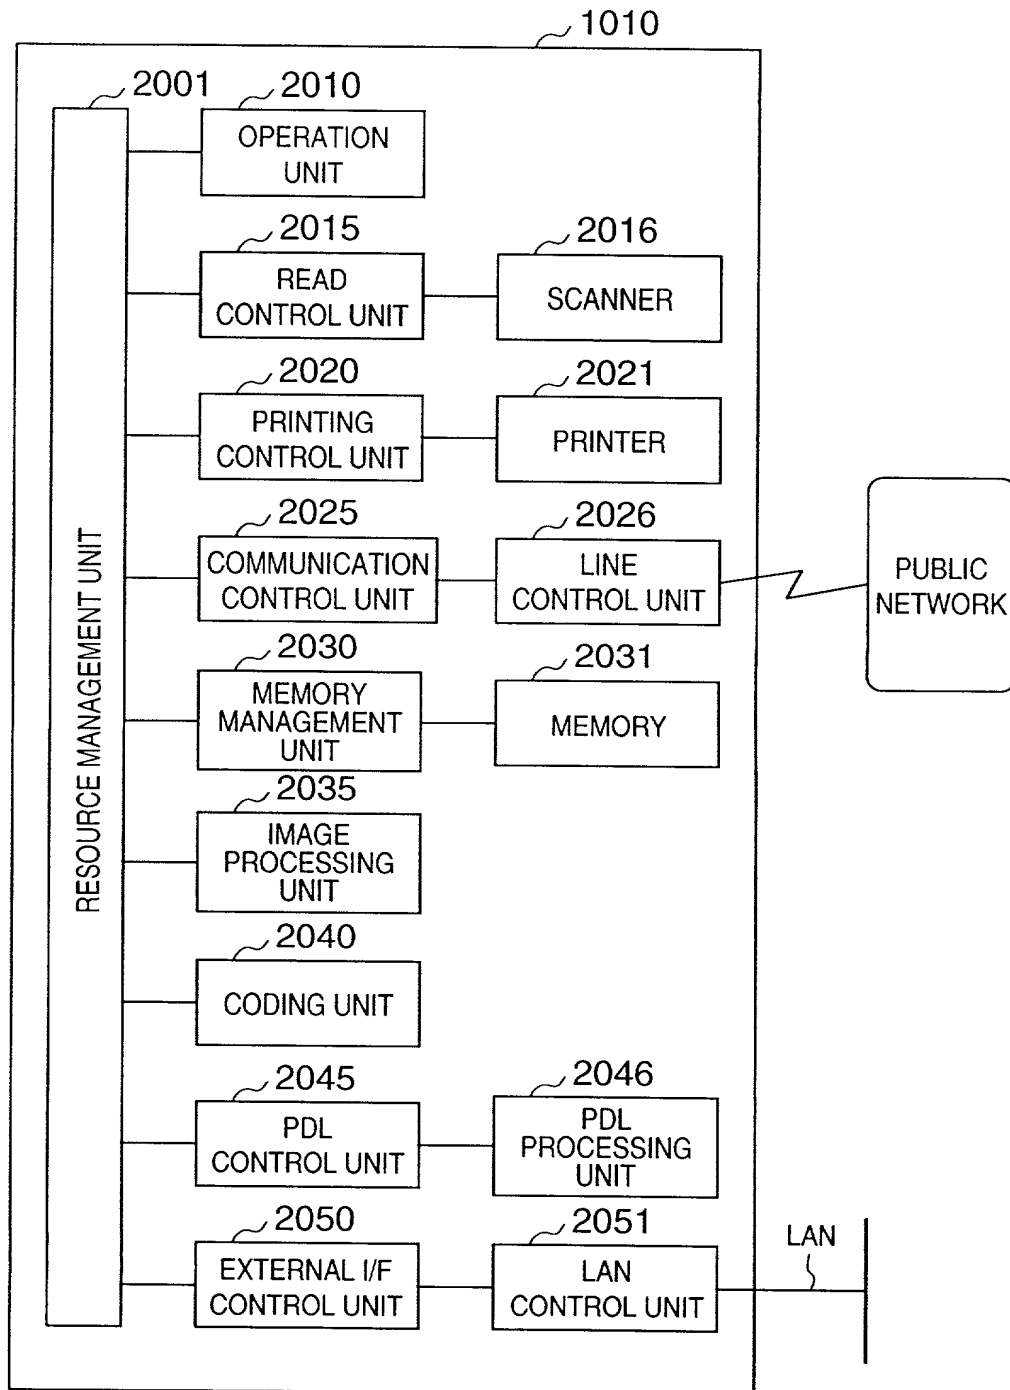 1010
2001
2010
OPERATION
UNIT
2015
READ
CONTROL UNIT
2016
SCANNER
2020
PRINTING
CONTROL UNIT
2021
PRINTER
2025
COMMUNICATION
CONTROL UNIT
2026
LINE
CONTROL UNIT
PUBLIC
NETWORK
RESOURCE MANAGEMENT UNIT
2030
MEMORY
MANAGEMENT
UNIT
2031
MEMORY
2035
IMAGE
PROCESSING
UNIT
2040
CODING UNIT
2045
PDL
CONTROL UNIT
2046
PDL
PROCESSING
UNIT
2050
EXTERNAL I/F
CONTROL UNIT
2051
LAN
CONTROL UNIT
LAN